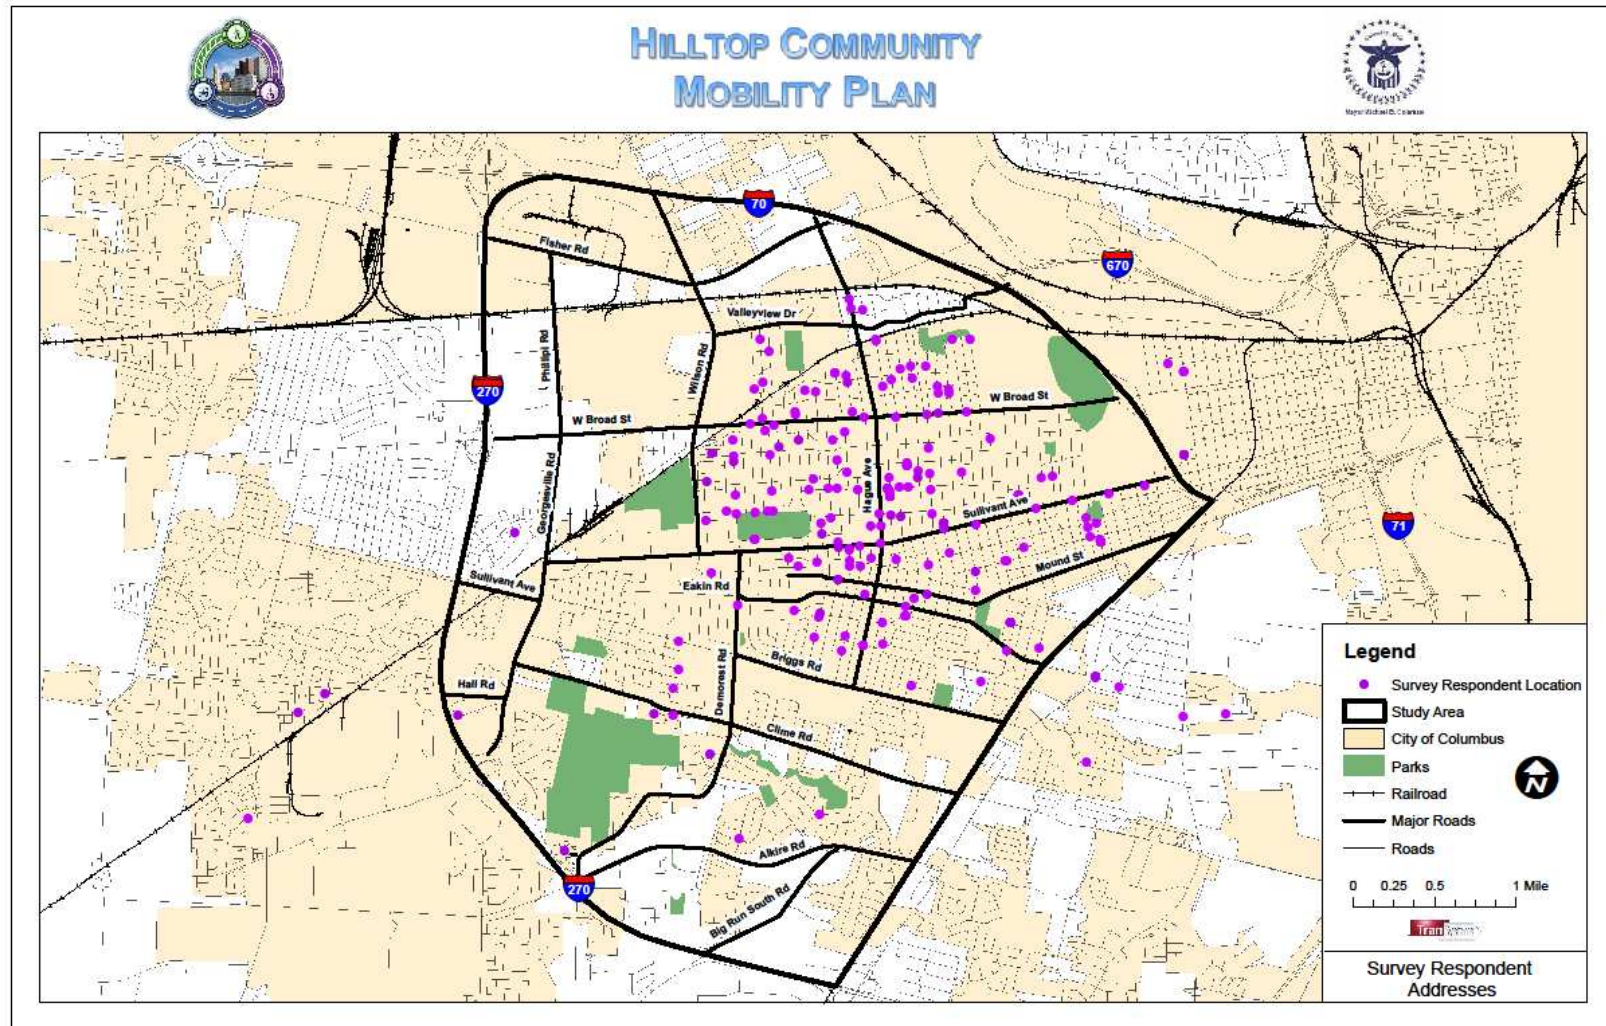 HILLTOP COMMUNITY
MOBILITY PLAN
70
670
Fisher Rd
Valleyview Dr
Phillipi Rd
Wilson Rd
270
W Broad St
W Broad St
Georgesville Rd
Hague Ave
Sullivant Ave
71
Mound St
Sullivant Ave
Eakin Rd
Demorest Rd
Briggs Rd
Hall Rd
Clime Rd
Alkire Rd
270
Big Run South Rd
Legend
Survey Respondent Location
Study Area
City of Columbus
Parks
N
Railroad
Major Roads
Roads
0 0.25 0.5 1 Mile
Survey Respondent
Addresses